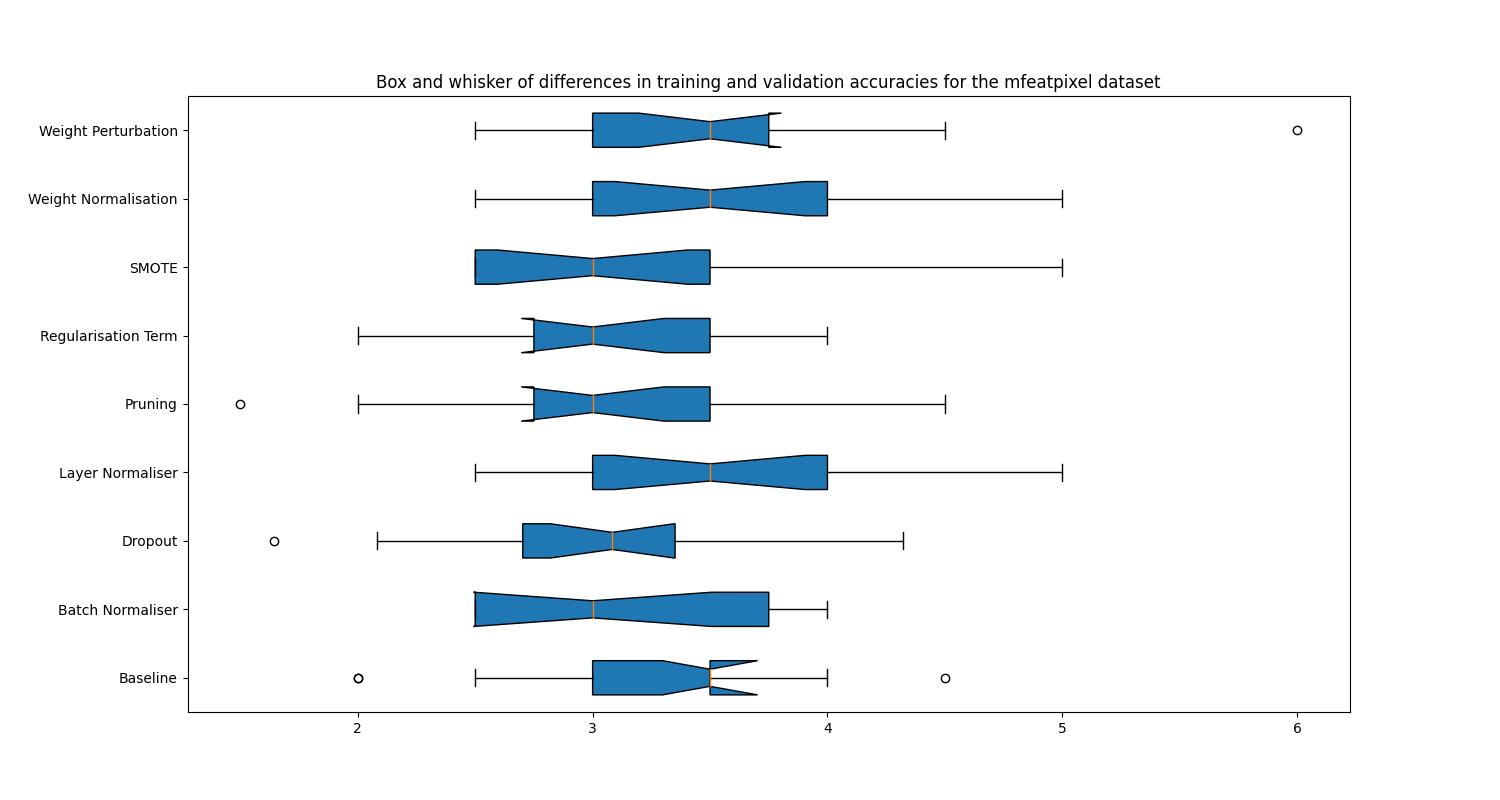 Box and whisker of differences in training and validation accuracies for the mfeatpixel dataset
Weight Perturbation
Weight Normalisation
SMOTE
Regularisation Term
Pruning
Layer Normaliser
Dropout
Batch Normaliser
Baseline
2 3 4 5 6